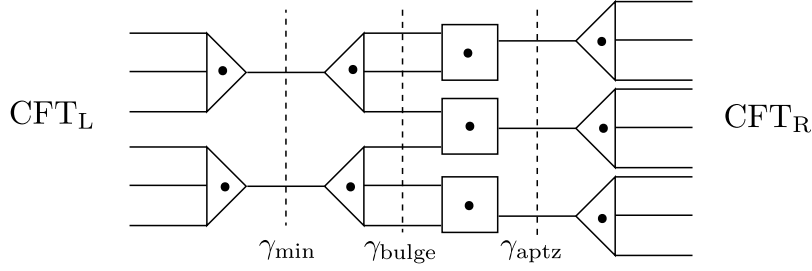 CFT_L
CFT_R
γ_min
γ_bulge
γ_aptz